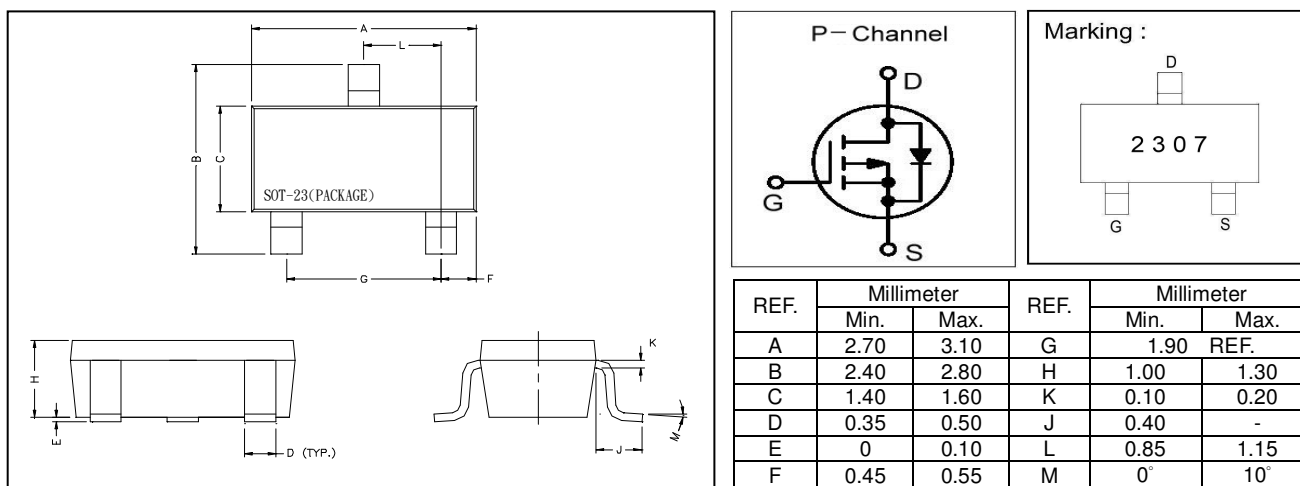 A
L
B
C
SOT-23(PACKAGE)
G
F
H
E
D (TYP.)
K
J
M
P－Channel
D
G
S
Marking :
D
2307
G
S
REF. Millimeter REF. Millimeter
Min. Max. Min. Max.
A 2.70 3.10 G 1.90 REF.
B 2.40 2.80 H 1.00 1.30
C 1.40 1.60 K 0.10 0.20
D 0.35 0.50 J 0.40 -
E 0 0.10 L 0.85 1.15
F 0.45 0.55 M 0° 10°